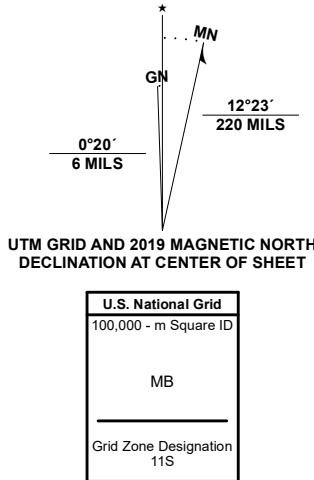 ★
MN
GN
0°20´
6 MILS
12°23´
220 MILS
UTM GRID AND 2019 MAGNETIC NORTH
DECLINATION AT CENTER OF SHEET
U.S. National Grid
100,000 - m Square ID
MB
Grid Zone Designation
11S